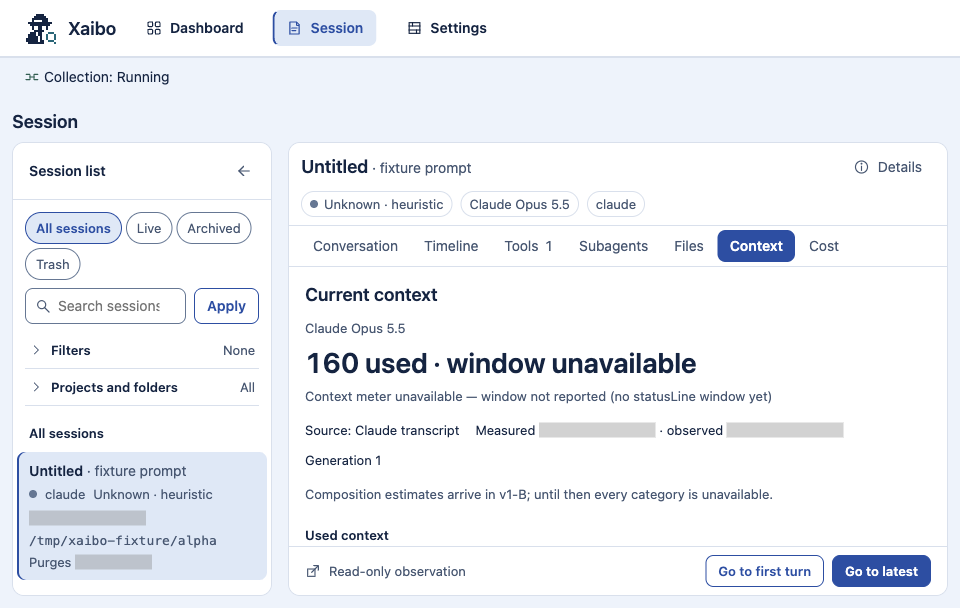 Xaibo
Dashboard
Session
Settings
Collection: Running
Session
Session list
All sessions
Live
Archived
Trash
Search sessions
Apply
Filters
None
Projects and folders
All
All sessions
Untitled · fixture prompt
claude Unknown · heuristic
/tmp/xaibo-fixture/alpha
Purges
Untitled · fixture prompt
Details
Unknown · heuristic
Claude Opus 5.5
claude
Conversation
Timeline
Tools 1
Subagents
Files
Context
Cost
Current context
Claude Opus 5.5
160 used · window unavailable
Context meter unavailable — window not reported (no statusLine window yet)
Source: Claude transcript Measured · observed
Generation 1
Composition estimates arrive in v1-B; until then every category is unavailable.
Used context
Read-only observation
Go to first turn
Go to latest